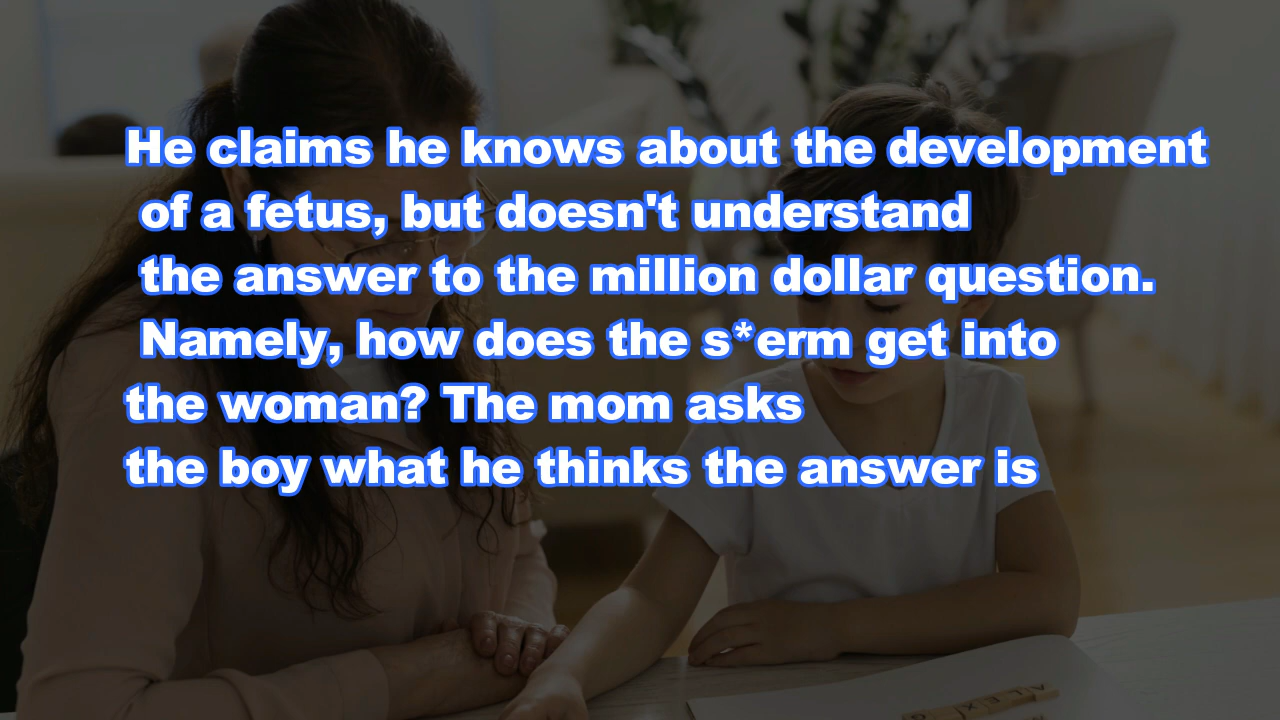 He claims he knows about the development
of a fetus, but doesn't understand
the answer to the million dollar question.
Namely, how does the s*erm get into
the woman? The mom asks
the boy what he thinks the answer is